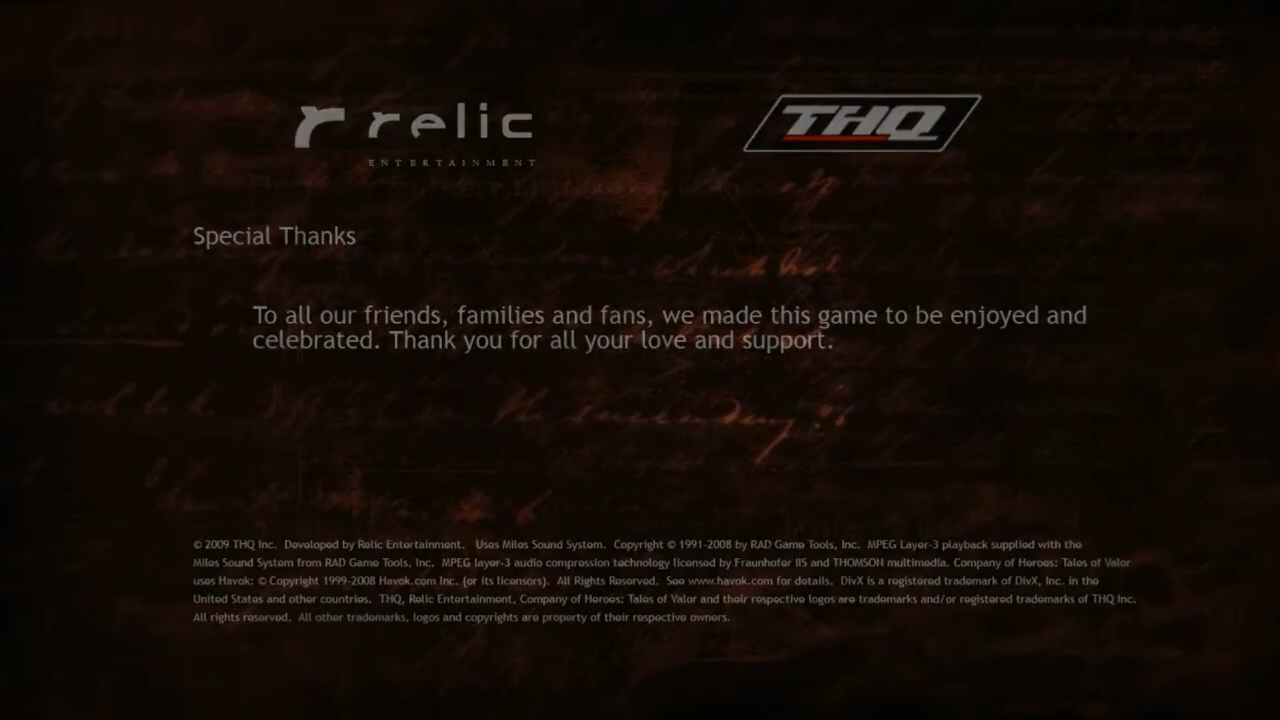 relic
ENTERTAINMENT
THQ
Special Thanks
To all our friends, families and fans, we made this game to be enjoyed and
celebrated. Thank you for all your love and support.
© 2009 THQ Inc. Developed by Relic Entertainment. Uses Miles Sound System. Copyright © 1991-2008 by RAD Game Tools, Inc. MPEG Layer-3 playback supplied with the
Miles Sound System from RAD Game Tools, Inc. MPEG layer-3 audio compression technology licensed by Fraunhofer IIS and THOMSON multimedia. Company of Heroes: Tales of Valor
uses Havok: © Copyright 1999-2008 Havok.com Inc. (or its licensors). All Rights Reserved. See www.havok.com for details. DivX is a registered trademark of DivX, Inc. in the
United States and other countries. THQ, Relic Entertainment, Company of Heroes: Tales of Valor and their respective logos are trademarks and/or registered trademarks of THQ Inc.
All rights reserved. All other trademarks, logos and copyrights are property of their respective owners.